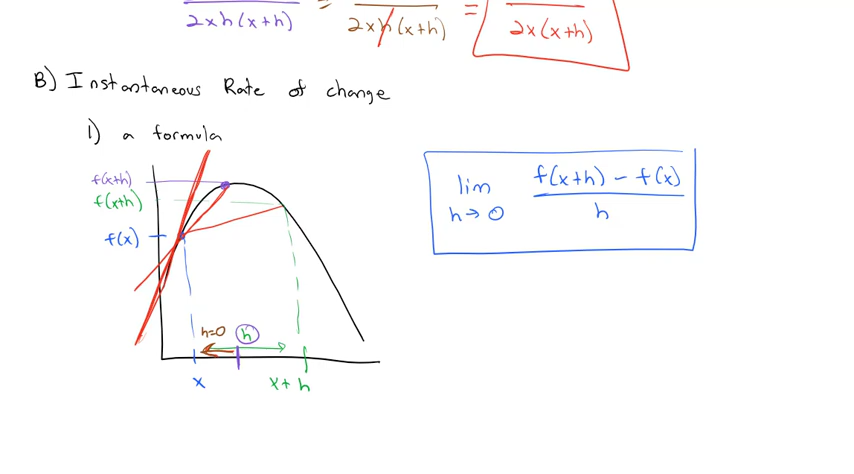 2xh(x+h) = 2xh(x+h) = 2x(x+h)
B) Instantaneous Rate of change
1) a formula
f(x+h)
f(x+h)
f(x)
lim h→0 f(x+h) − f(x) / h
h=0 h
x x+h